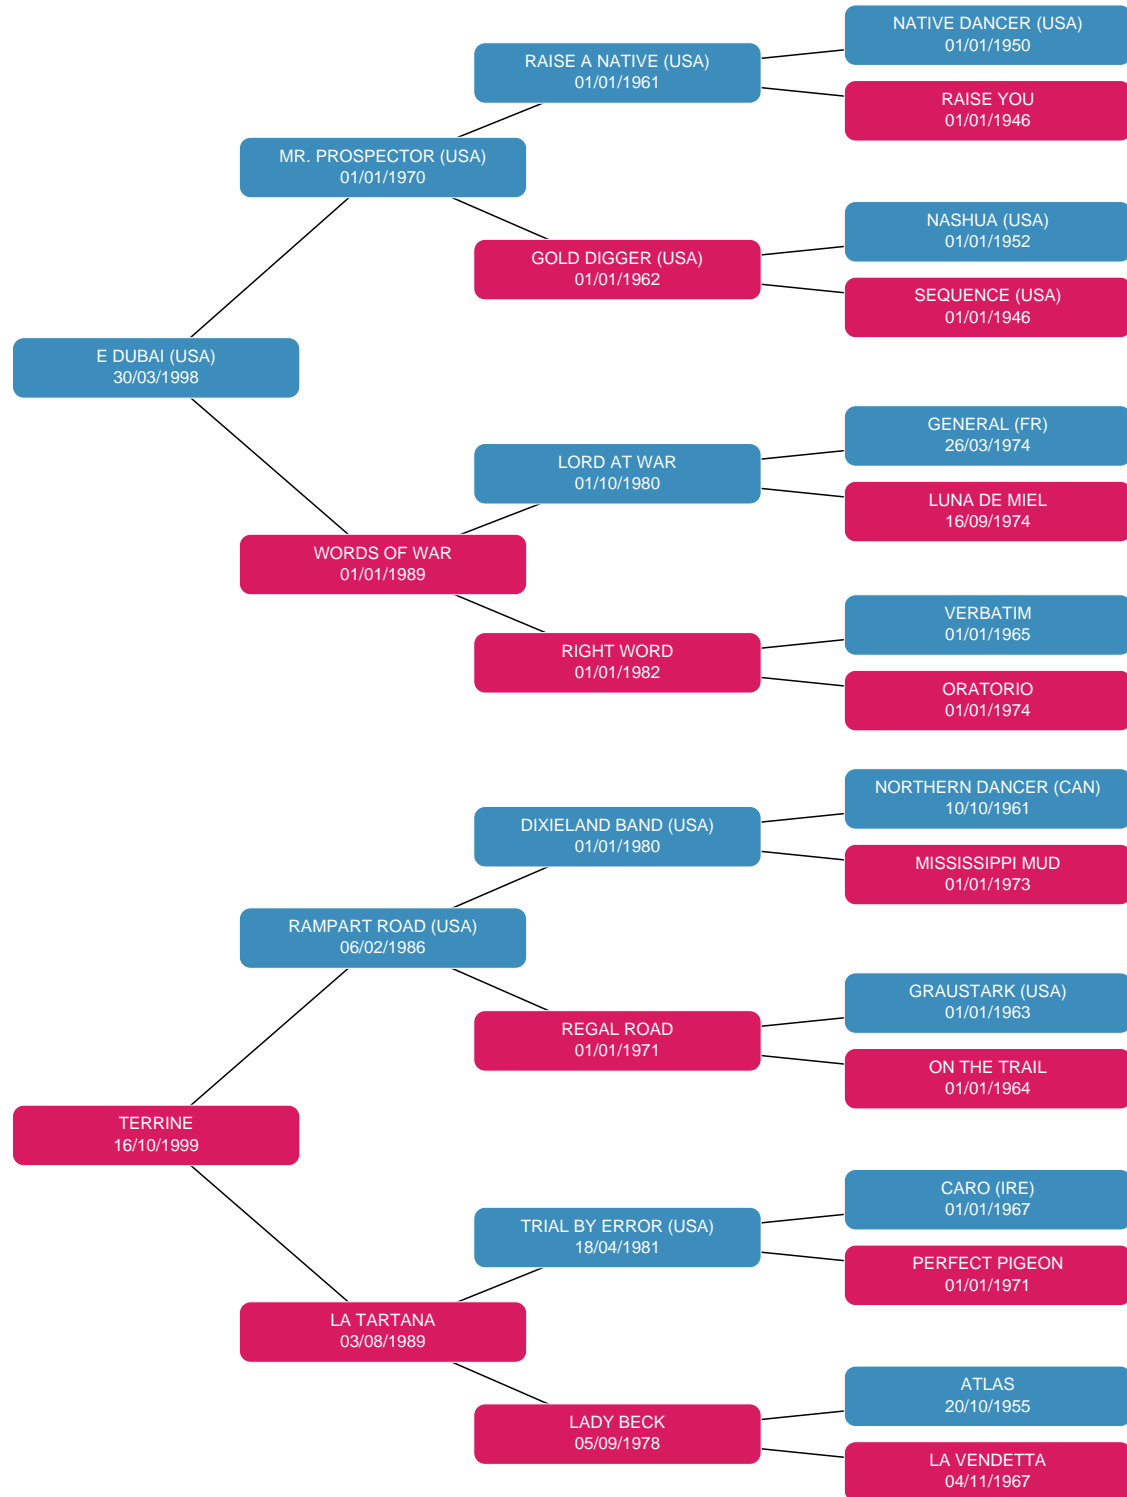 NATIVE DANCER (USA)
01/01/1950
RAISE A NATIVE (USA)
01/01/1961
RAISE YOU
01/01/1946
MR. PROSPECTOR (USA)
01/01/1970
NASHUA (USA)
01/01/1952
GOLD DIGGER (USA)
01/01/1962
SEQUENCE (USA)
01/01/1946
E DUBAI (USA)
30/03/1998
GENERAL (FR)
26/03/1974
LORD AT WAR
01/10/1980
LUNA DE MIEL
16/09/1974
WORDS OF WAR
01/01/1989
VERBATIM
01/01/1965
RIGHT WORD
01/01/1982
ORATORIO
01/01/1974
NORTHERN DANCER (CAN)
10/10/1961
DIXIELAND BAND (USA)
01/01/1980
MISSISSIPPI MUD
01/01/1973
RAMPART ROAD (USA)
06/02/1986
GRAUSTARK (USA)
01/01/1963
REGAL ROAD
01/01/1971
ON THE TRAIL
01/01/1964
TERRINE
16/10/1999
CARO (IRE)
01/01/1967
TRIAL BY ERROR (USA)
18/04/1981
PERFECT PIGEON
01/01/1971
LA TARTANA
03/08/1989
ATLAS
20/10/1955
LADY BECK
05/09/1978
LA VENDETTA
04/11/1967